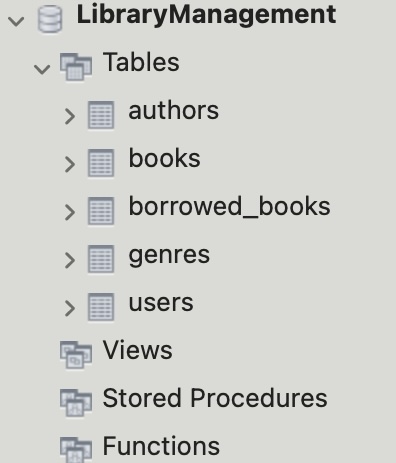 LibraryManagement
Tables
authors
books
borrowed_books
genres
users
Views
Stored Procedures
Functions